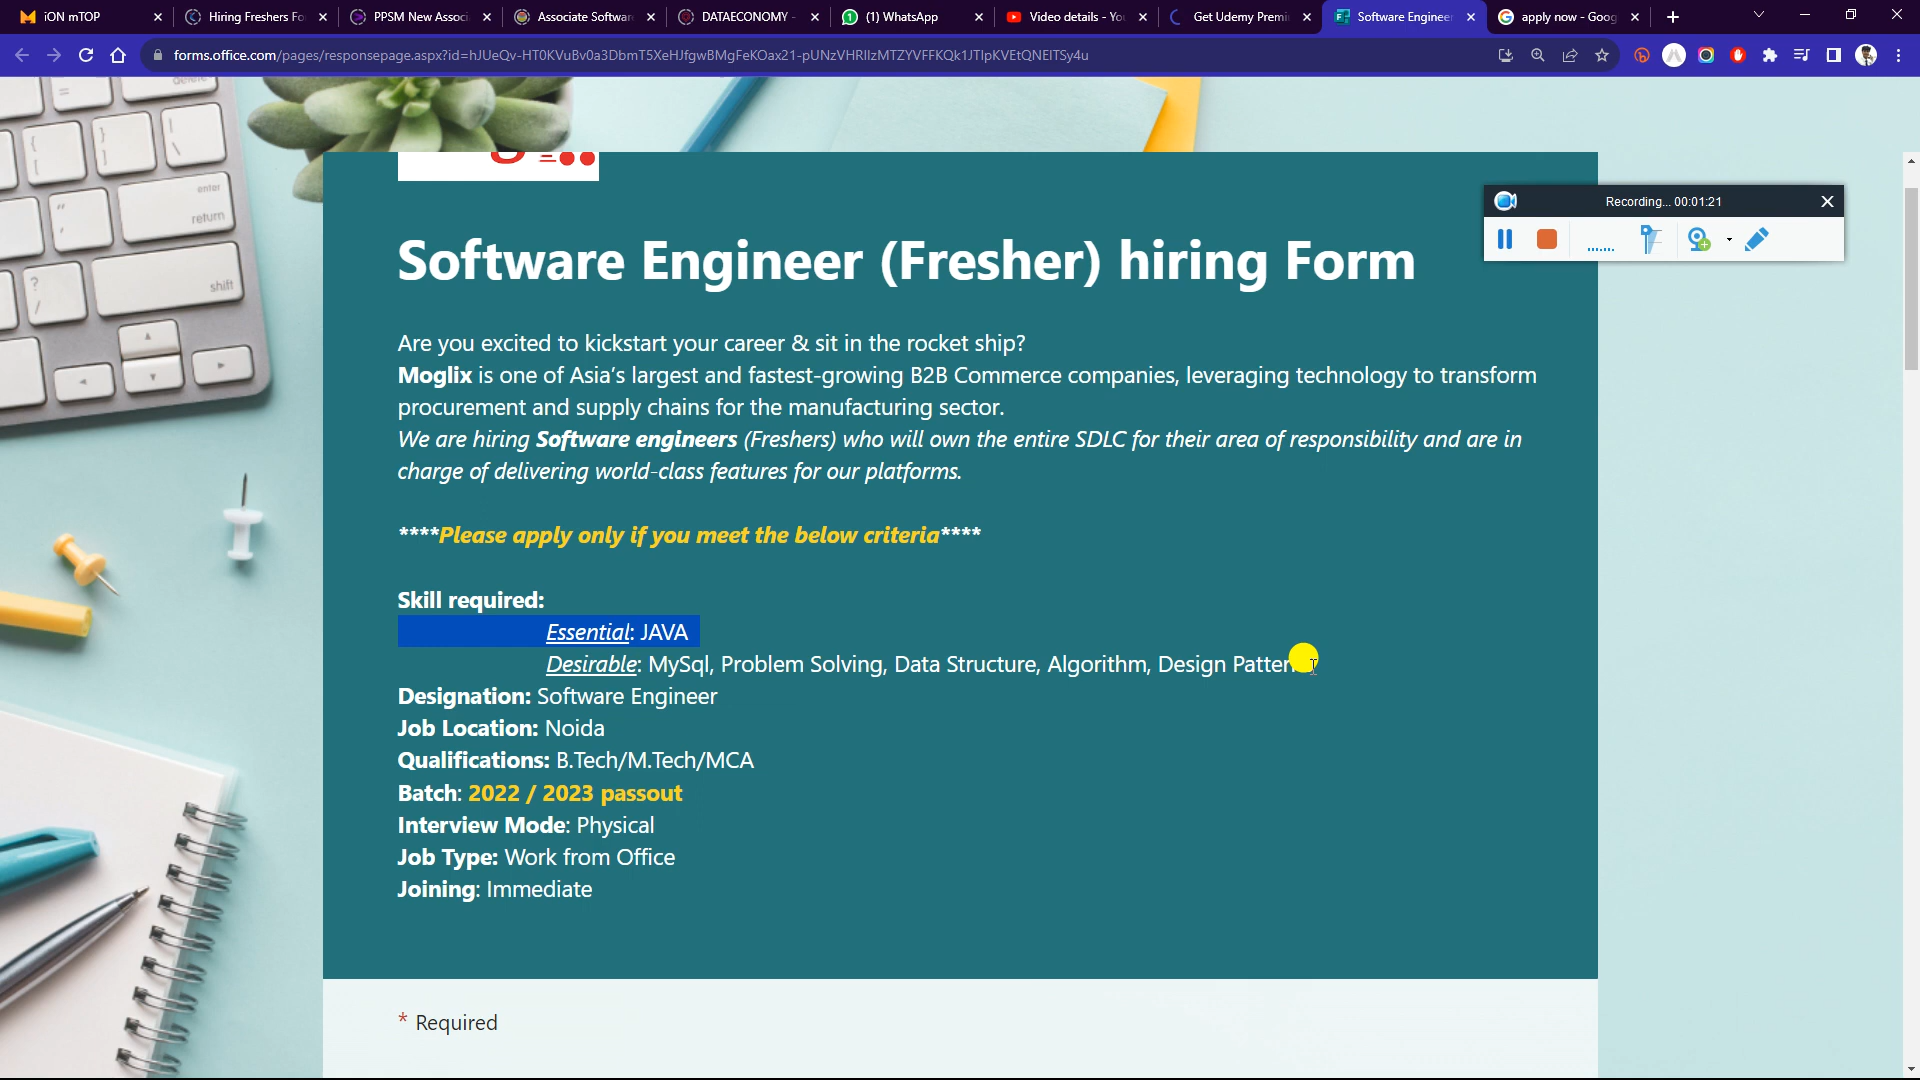 iON mTOP
Hiring Freshers Fo
PPSM New Associ
Associate Softwar
DATAECONOMY -
(1) WhatsApp
Video details - Yo
Get Udemy Premi
Software Enginee
apply now - Goog
forms.office.com/pages/responsepage.aspx?id=hJUeQv-HT0KVuBv0a3DbmT5XeHJfgwBMgFeKOax21-pUNzVHRllzMTZYVFFKQk1JTlpKVEtQNElTSy4u
Recording... 00:01:21
Software Engineer (Fresher) hiring Form
Are you excited to kickstart your career & sit in the rocket ship?
Moglix is one of Asia's largest and fastest-growing B2B Commerce companies, leveraging technology to transform
procurement and supply chains for the manufacturing sector.
We are hiring Software engineers (Freshers) who will own the entire SDLC for their area of responsibility and are in
charge of delivering world-class features for our platforms.
****Please apply only if you meet the below criteria****
Skill required:
Essential: JAVA
Desirable: MySql, Problem Solving, Data Structure, Algorithm, Design Pattern
Designation: Software Engineer
Job Location: Noida
Qualifications: B.Tech/M.Tech/MCA
Batch: 2022 / 2023 passout
Interview Mode: Physical
Job Type: Work from Office
Joining: Immediate
* Required
enter
return
shift